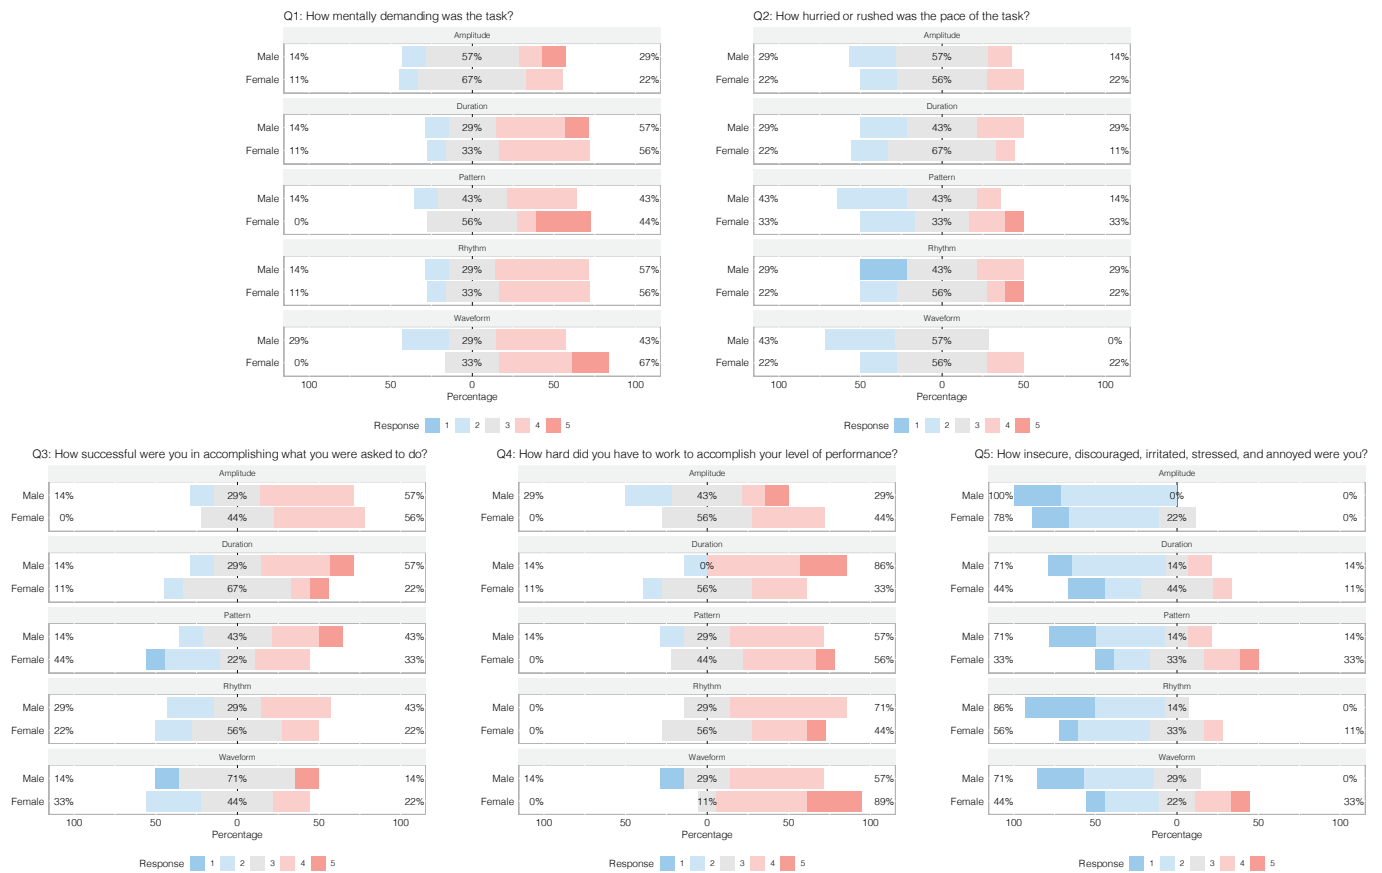 Q1: How mentally demanding was the task?
Amplitude
Male 14% 57% 29%
Female 11% 67% 22%
Duration
Male 14% 29% 57%
Female 11% 33% 56%
Pattern
Male 14% 43% 43%
Female 0% 56% 44%
Rhythm
Male 14% 29% 57%
Female 11% 33% 56%
Waveform
Male 29% 29% 43%
Female 0% 33% 67%
100 50 0 50 100
Percentage
Response 1 2 3 4 5
Q2: How hurried or rushed was the pace of the task?
Amplitude
Male 29% 57% 14%
Female 22% 56% 22%
Duration
Male 29% 43% 29%
Female 22% 67% 11%
Pattern
Male 43% 43% 14%
Female 33% 33% 33%
Rhythm
Male 29% 43% 29%
Female 22% 56% 22%
Waveform
Male 43% 57% 0%
Female 22% 56% 22%
100 50 0 50 100
Percentage
Response 1 2 3 4 5
Q3: How successful were you in accomplishing what you were asked to do?
Amplitude
Male 14% 29% 57%
Female 0% 44% 56%
Duration
Male 14% 29% 57%
Female 11% 67% 22%
Pattern
Male 14% 43% 43%
Female 44% 22% 33%
Rhythm
Male 29% 29% 43%
Female 22% 56% 22%
Waveform
Male 14% 71% 14%
Female 33% 44% 22%
100 50 0 50 100
Percentage
Response 1 2 3 4 5
Q4: How hard did you have to work to accomplish your level of performance?
Amplitude
Male 29% 43% 29%
Female 0% 56% 44%
Duration
Male 14% 0% 86%
Female 11% 56% 33%
Pattern
Male 14% 29% 57%
Female 0% 44% 56%
Rhythm
Male 0% 29% 71%
Female 0% 56% 44%
Waveform
Male 14% 29% 57%
Female 0% 11% 89%
100 50 0 50 100
Percentage
Response 1 2 3 4 5
Q5: How insecure, discouraged, irritated, stressed, and annoyed were you?
Amplitude
Male 100% 0% 0%
Female 78% 22% 0%
Duration
Male 71% 14% 14%
Female 44% 44% 11%
Pattern
Male 71% 14% 14%
Female 33% 33% 33%
Rhythm
Male 86% 14% 0%
Female 56% 33% 11%
Waveform
Male 71% 29% 0%
Female 44% 22% 33%
100 50 0 50 100
Percentage
Response 1 2 3 4 5